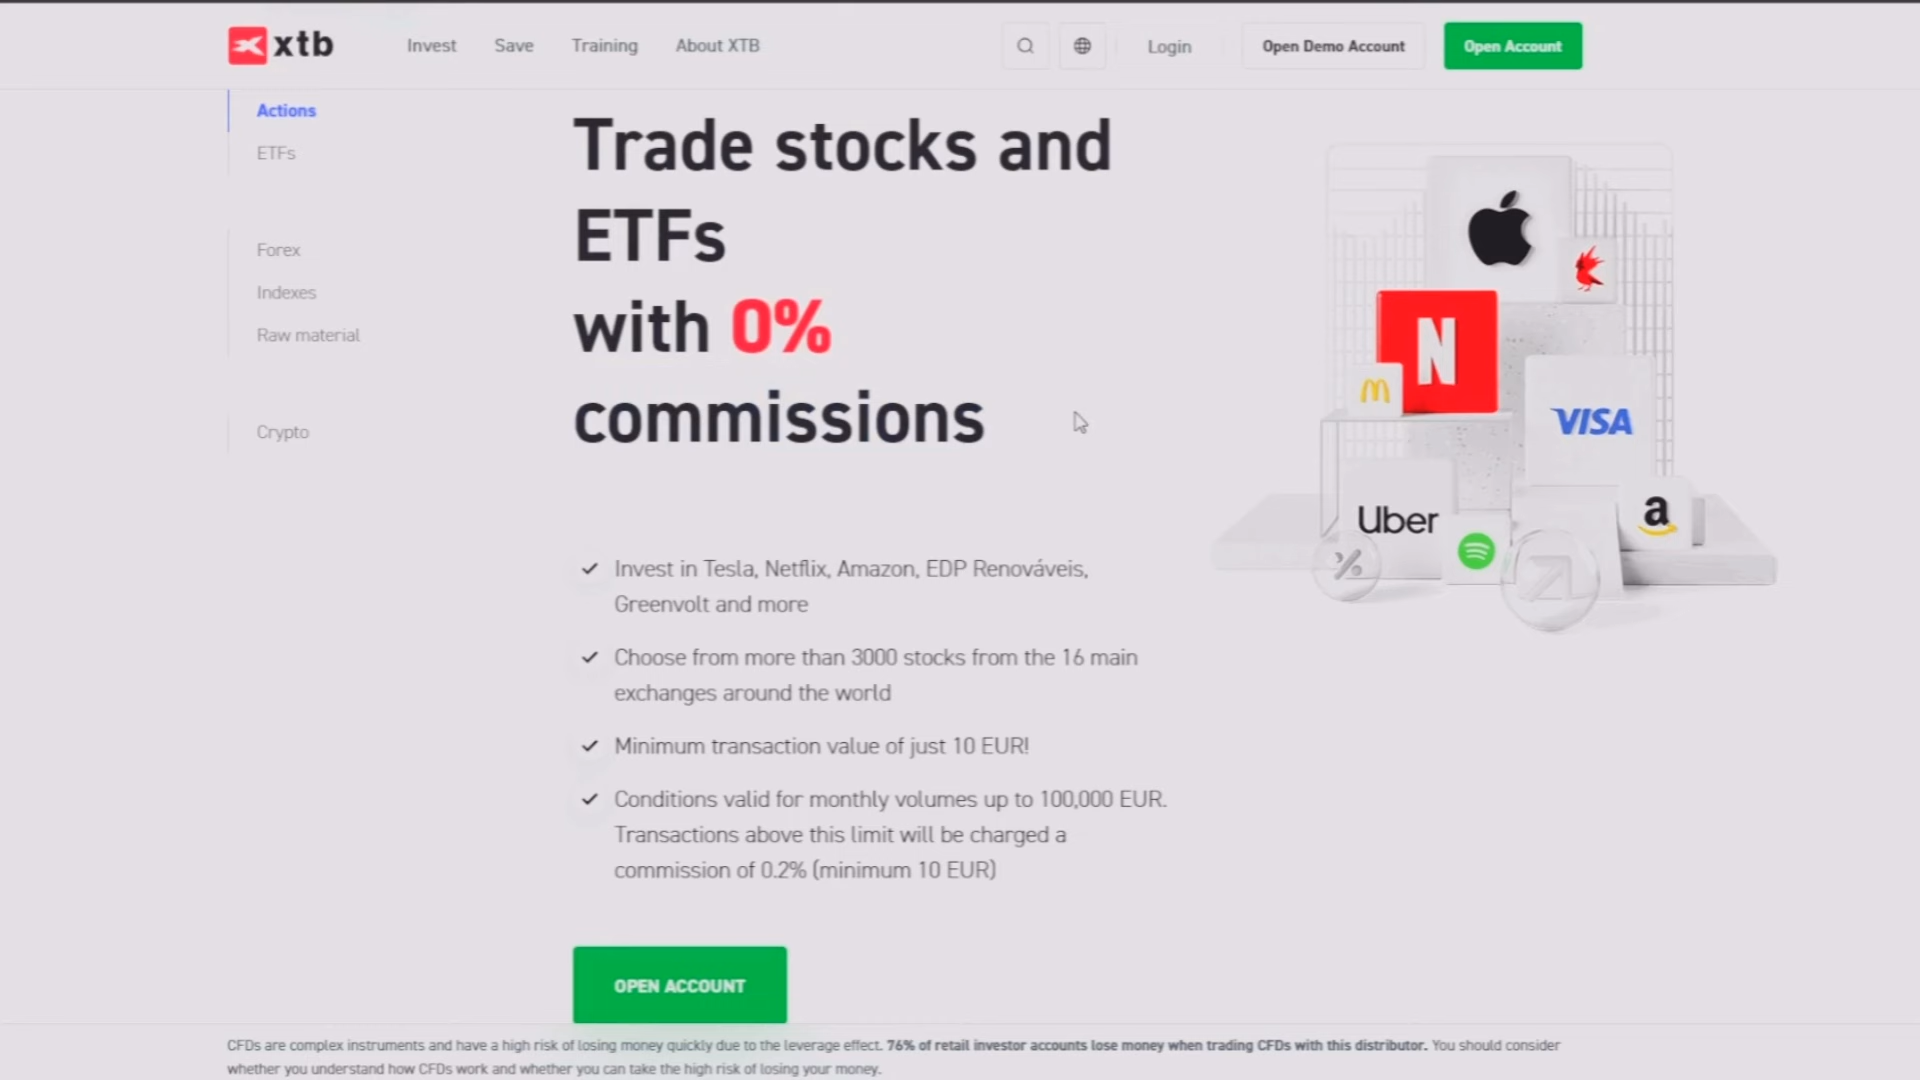 xtb
Invest
Save
Training
About XTB
Login
Open Demo Account
Open Account
Actions
ETFs
Forex
Indexes
Raw material
Crypto
Trade stocks and
ETFs
with 0%
commissions
Invest in Tesla, Netflix, Amazon, EDP Renováveis,
Greenvolt and more
Choose from more than 3000 stocks from the 16 main
exchanges around the world
Minimum transaction value of just 10 EUR!
Conditions valid for monthly volumes up to 100,000 EUR.
Transactions above this limit will be charged a
commission of 0.2% (minimum 10 EUR)
OPEN ACCOUNT
N
VISA
Uber
a
%
CFDs are complex instruments and have a high risk of losing money quickly due to the leverage effect. 76% of retail investor accounts lose money when trading CFDs with this distributor. You should consider
whether you understand how CFDs work and whether you can take the high risk of losing your money.